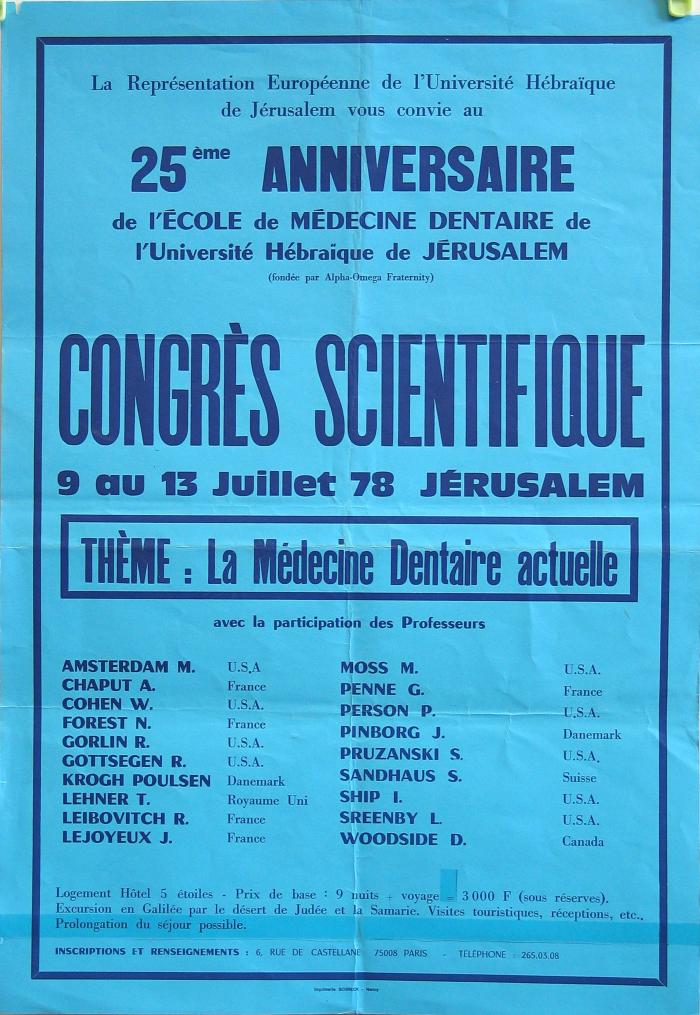 La Représentation Européenne de l'Université Hébraïque
de Jérusalem vous convie au
25ème ANNIVERSAIRE
de l'ÉCOLE de MÉDECINE DENTAIRE de
l'Université Hébraïque de JÉRUSALEM
(fondée par Alpha-Omega Fraternity)
CONGRÈS SCIENTIFIQUE
9 au 13 Juillet 78 JÉRUSALEM
THÈME : La Médecine Dentaire actuelle
avec la participation des Professeurs
AMSTERDAM M. U.S.A
CHAPUT A. France
COHEN W. U.S.A.
FOREST N. France
GORLIN R. U.S.A.
GOTTSEGEN R. U.S.A.
KROGH POULSEN Danemark
LEHNER T. Royaume Uni
LEIBOVITCH R. France
LEJOYEUX J. France
MOSS M. U.S.A.
PENNE G. France
PERSON P. U.S.A.
PINBORG J. Danemark
PRUZANSKI S. U.S.A.
SANDHAUS S. Suisse
SHIP I. U.S.A.
SREENBY L. U.S.A.
WOODSIDE D. Canada
Logement Hôtel 5 étoiles - Prix de base : 9 nuits + voyage = 3 000 F (sous réserves).
Excursion en Galilée par le désert de Judée et la Samarie. Visites touristiques, réceptions, etc.,
Prolongation du séjour possible.
INSCRIPTIONS ET RENSEIGNEMENTS : 6, RUE DE CASTELLANE 75008 PARIS - TÉLÉPHONE : 265.03.08
Imprimerie - Nancy